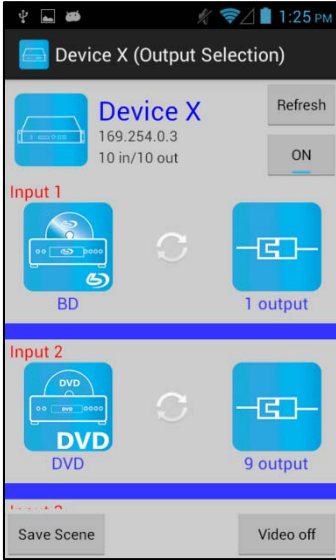 1:25 PM
Device X (Output Selection)
Device X
169.254.0.3
10 in/10 out
Refresh
ON
Input 1
BD
1 output
Input 2
DVD
DVD
DVD
9 output
Save Scene
Video off